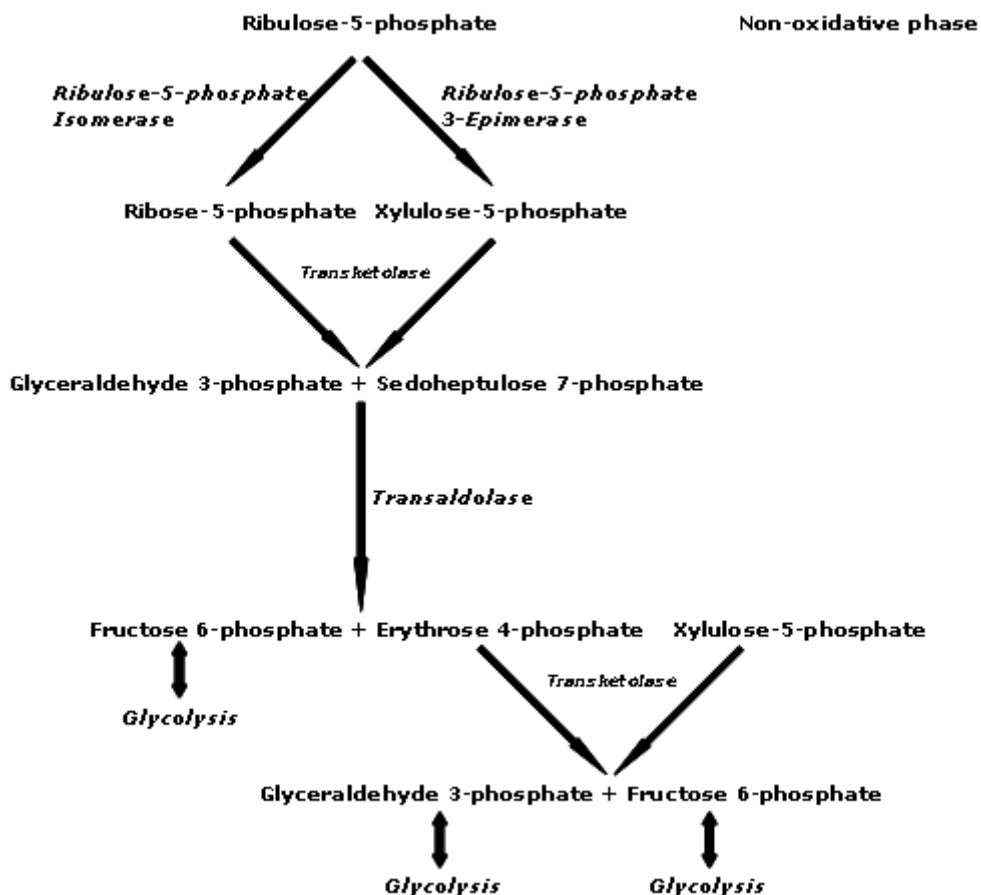 Ribulose-5-phosphate
Non-oxidative phase
Ribulose-5-phosphate
Isomerase
Ribulose-5-phosphate
3-Epimerase
Ribose-5-phosphate
Xylulose-5-phosphate
Transketolase
Glyceraldehyde 3-phosphate + Sedoheptulose 7-phosphate
Transaldolase
Fructose 6-phosphate + Erythrose 4-phosphate
Xylulose-5-phosphate
Transketolase
Glycolysis
Glyceraldehyde 3-phosphate + Fructose 6-phosphate
Glycolysis
Glycolysis